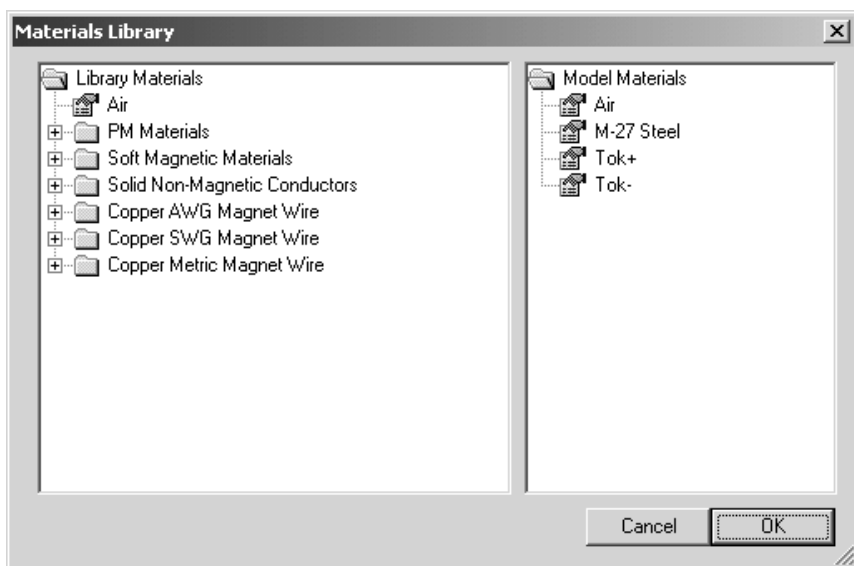 Materials Library
Library Materials
Air
PM Materials
Soft Magnetic Materials
Solid Non-Magnetic Conductors
Copper AWG Magnet Wire
Copper SWG Magnet Wire
Copper Metric Magnet Wire
Model Materials
Air
M-27 Steel
Tok+
Tok-
Cancel
OK